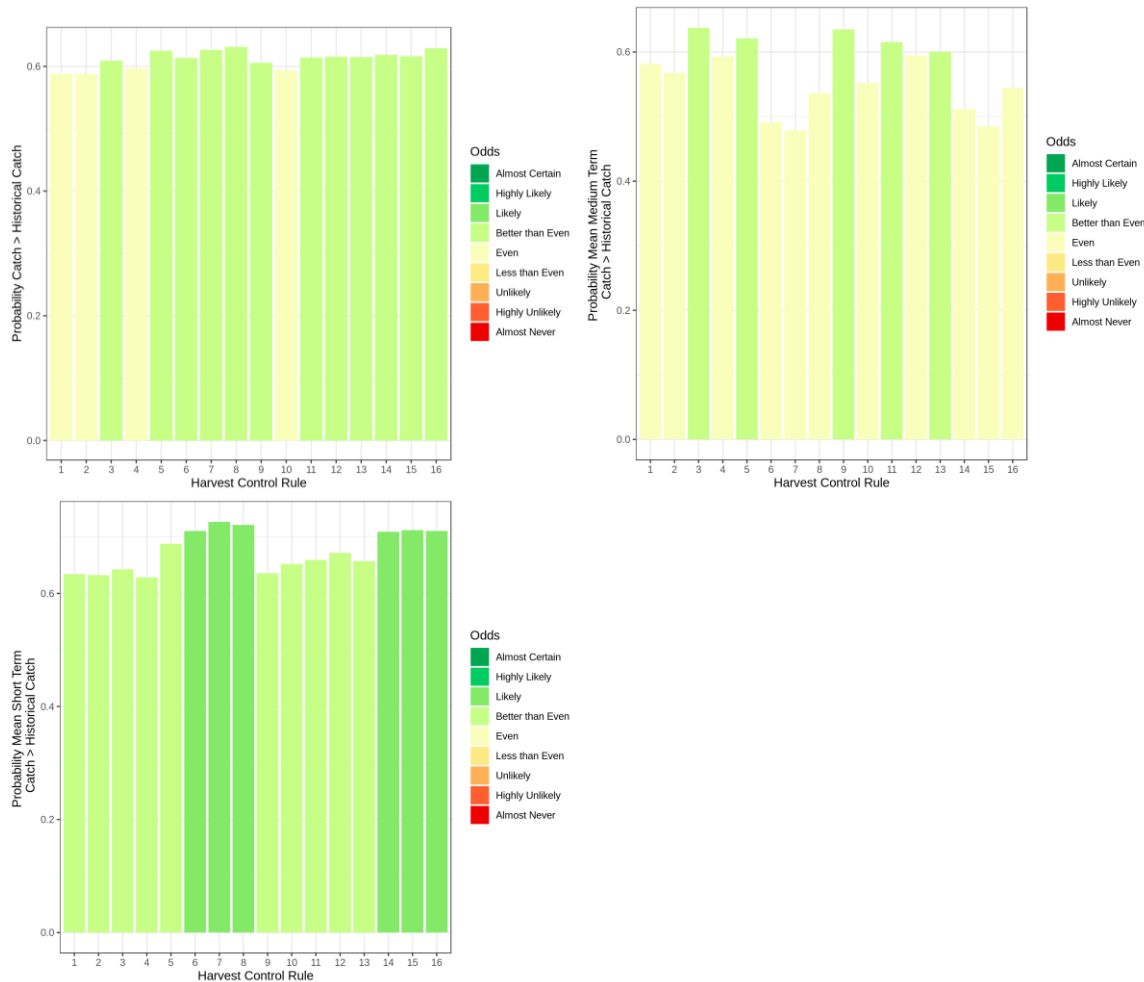 Probability Catch > Historical Catch
0.6
0.4
0.2
0.0
1 2 3 4 5 6 7 8 9 10 11 12 13 14 15 16
Harvest Control Rule
Odds
Almost Certain
Highly Likely
Likely
Better than Even
Even
Less than Even
Unlikely
Highly Unlikely
Almost Never
Probability Mean Medium Term
Catch > Historical Catch
0.6
0.4
0.2
0.0
1 2 3 4 5 6 7 8 9 10 11 12 13 14 15 16
Harvest Control Rule
Odds
Almost Certain
Highly Likely
Likely
Better than Even
Even
Less than Even
Unlikely
Highly Unlikely
Almost Never
Probability Mean Short Term
Catch > Historical Catch
0.6
0.4
0.2
0.0
1 2 3 4 5 6 7 8 9 10 11 12 13 14 15 16
Harvest Control Rule
Odds
Almost Certain
Highly Likely
Likely
Better than Even
Even
Less than Even
Unlikely
Highly Unlikely
Almost Never